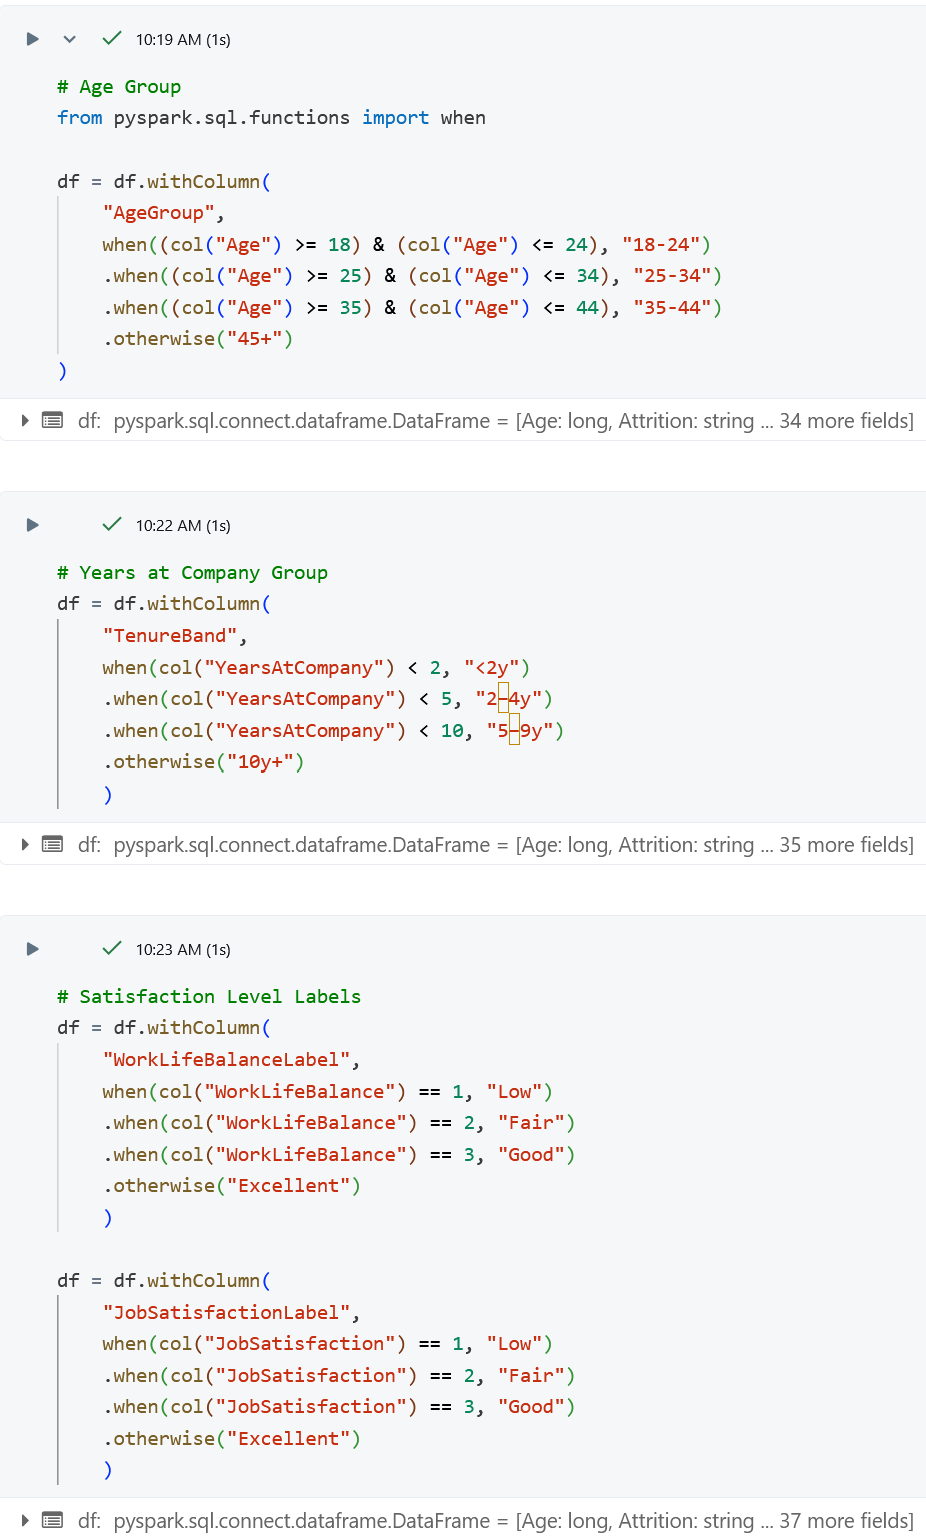 10:19 AM (1s)
# Age Group
from pyspark.sql.functions import when
df = df.withColumn(
"AgeGroup",
when((col("Age") >= 18) & (col("Age") <= 24), "18-24")
.when((col("Age") >= 25) & (col("Age") <= 34), "25-34")
.when((col("Age") >= 35) & (col("Age") <= 44), "35-44")
.otherwise("45+")
)
df: pyspark.sql.connect.dataframe.DataFrame = [Age: long, Attrition: string ... 34 more fields]
10:22 AM (1s)
# Years at Company Group
df = df.withColumn(
"TenureBand",
when(col("YearsAtCompany") < 2, "<2y")
.when(col("YearsAtCompany") < 5, "2–4y")
.when(col("YearsAtCompany") < 10, "5–9y")
.otherwise("10y+")
)
df: pyspark.sql.connect.dataframe.DataFrame = [Age: long, Attrition: string ... 35 more fields]
10:23 AM (1s)
# Satisfaction Level Labels
df = df.withColumn(
"WorkLifeBalanceLabel",
when(col("WorkLifeBalance") == 1, "Low")
.when(col("WorkLifeBalance") == 2, "Fair")
.when(col("WorkLifeBalance") == 3, "Good")
.otherwise("Excellent")
)
df = df.withColumn(
"JobSatisfactionLabel",
when(col("JobSatisfaction") == 1, "Low")
.when(col("JobSatisfaction") == 2, "Fair")
.when(col("JobSatisfaction") == 3, "Good")
.otherwise("Excellent")
)
df: pyspark.sql.connect.dataframe.DataFrame = [Age: long, Attrition: string ... 37 more fields]